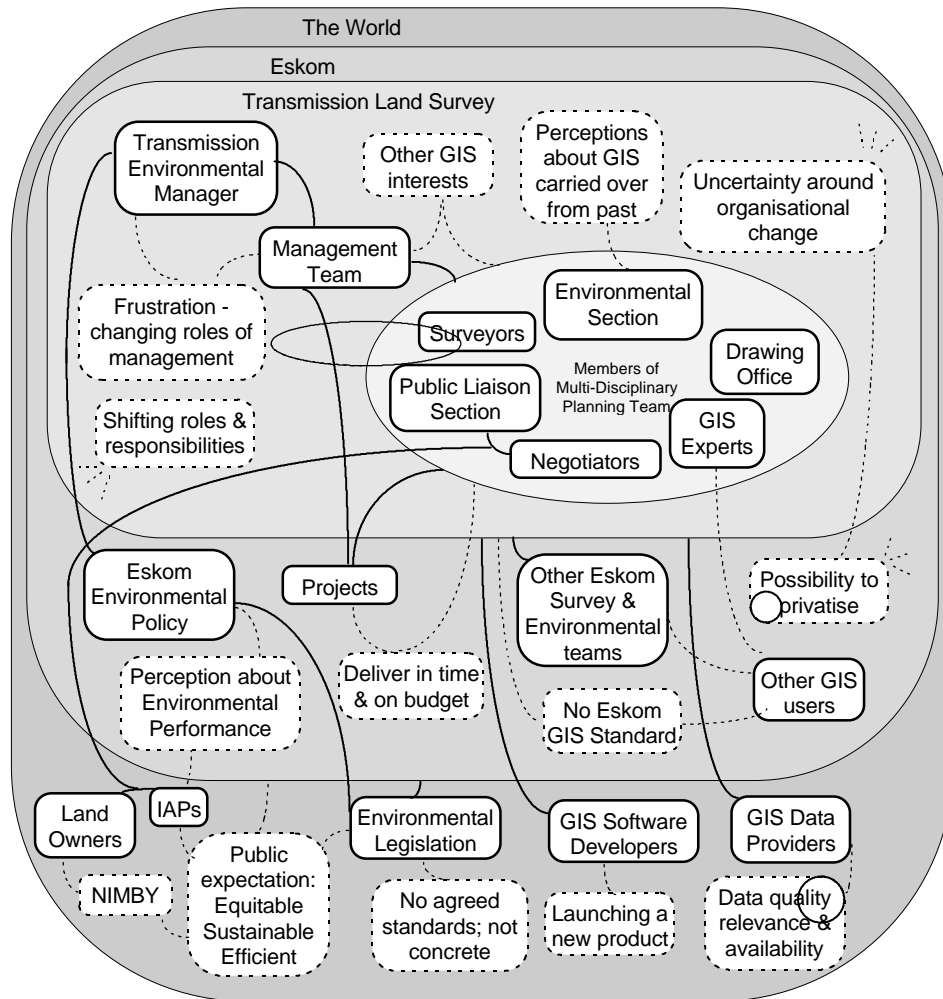 The World
Eskom
Transmission Land Survey
Transmission
Environmental
Manager
Other GIS
interests
Perceptions
about GIS
carried over
from past
Uncertainty around
organisational
change
Management
Team
Frustration -
changing roles of
management
Surveyors
Environmental
Section
Drawing
Office
Members of
Multi-Disciplinary
Planning Team
Public Liaison
Section
GIS
Experts
Shifting roles &
responsibilities
Negotiators
Eskom
Environmental
Policy
Projects
Other Eskom
Survey &
Environmental
teams
Possibility to
privatise
Perception about
Environmental
Performance
Deliver in time
& on budget
No Eskom
GIS Standard
Other GIS
users
Land
Owners
IAPs
Environmental
Legislation
GIS Software
Developers
GIS Data
Providers
NIMBY
Public
expectation:
Equitable
Sustainable
Efficient
No agreed
standards; not
concrete
Launching a
new product
Data quality
relevance &
availability